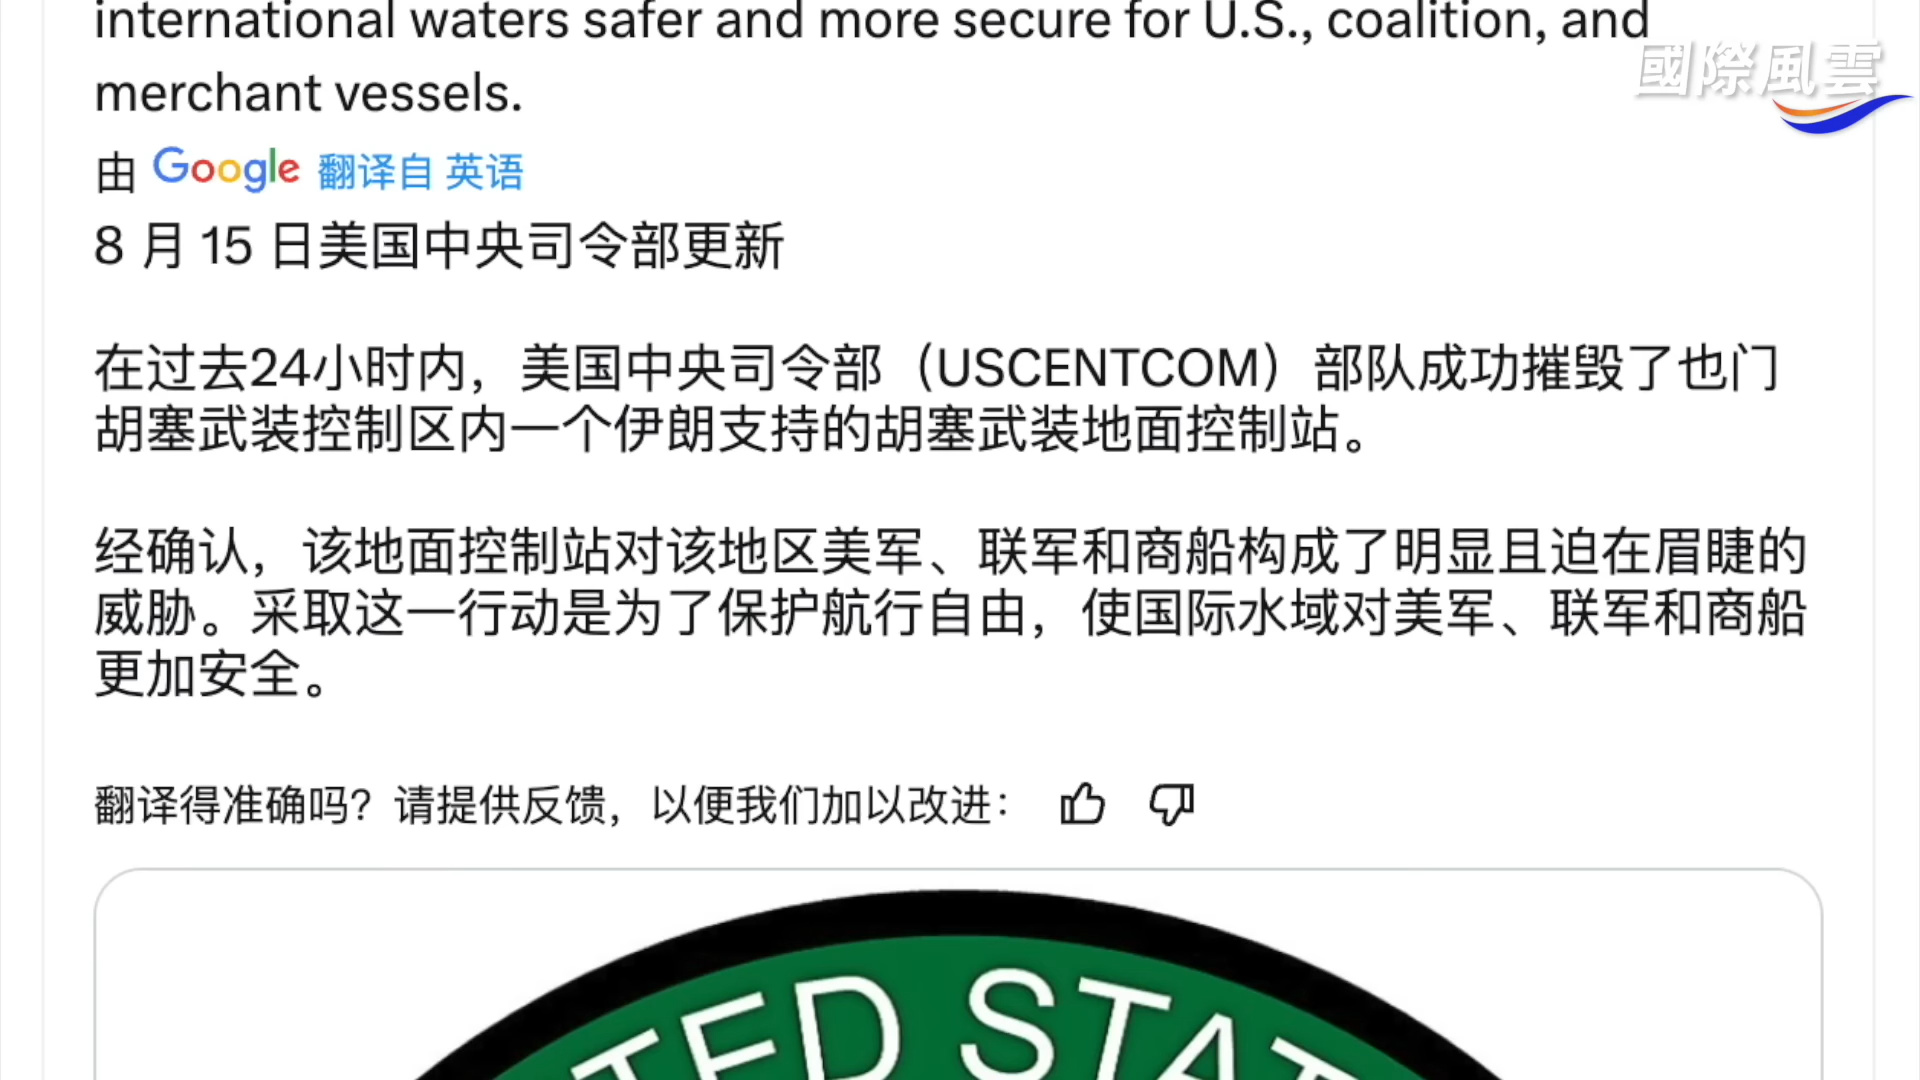 international waters safer and more secure for U.S., coalition, and
國際風雲
merchant vessels.
由 Google 翻译自 英语
8 月 15 日美国中央司令部更新
在过去24小时内，美国中央司令部（USCENTCOM）部队成功摧毁了也门
胡塞武装控制区内一个伊朗支持的胡塞武装地面控制站。
经确认，该地面控制站对该地区美军、联军和商船构成了明显且迫在眉睫的
威胁。采取这一行动是为了保护航行自由，使国际水域对美军、联军和商船
更加安全。
翻译得准确吗？请提供反馈，以便我们加以改进：
TED STAT